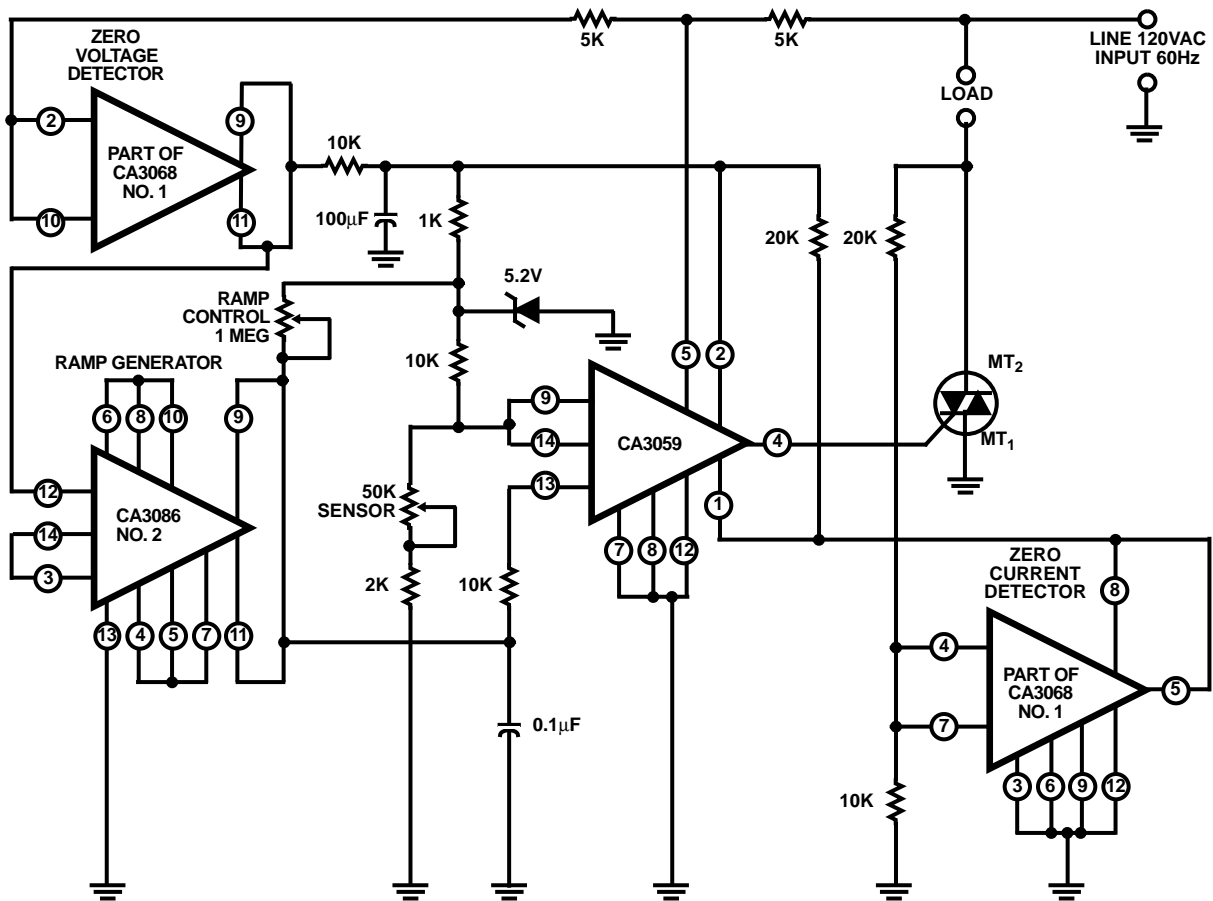 5K
5K
LINE 120VAC
INPUT 60Hz
ZERO
VOLTAGE
DETECTOR
LOAD
2
9
PART OF
CA3068
NO. 1
10
11
10K
100μF
1K
20K
20K
5.2V
RAMP
CONTROL
1 MEG
RAMP GENERATOR
10K
5
2
MT2
MT1
6
8
10
9
9
14
13
CA3059
4
1
12
14
3
CA3086
NO. 2
50K
SENSOR
7
8
12
2K
10K
ZERO
CURRENT
DETECTOR
8
13
4
5
7
11
4
7
PART OF
CA3068
NO. 1
5
0.1μF
10K
3
6
9
12